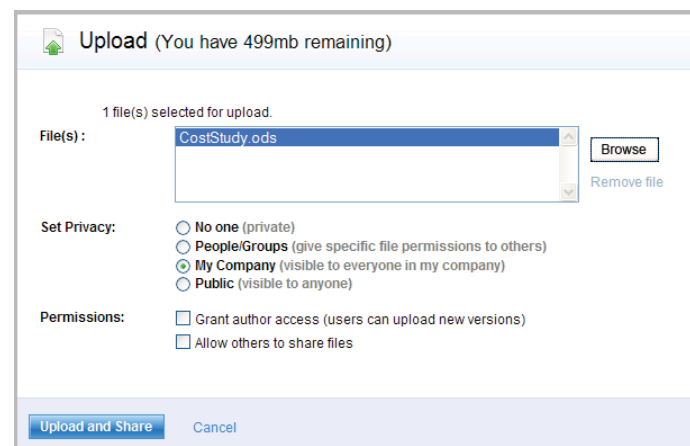 Upload (You have 499mb remaining)
1 file(s) selected for upload.
File(s) :
CostStudy.ods
Browse
Remove file
Set Privacy:
No one (private)
People/Groups (give specific file permissions to others)
My Company (visible to everyone in my company)
Public (visible to anyone)
Permissions:
Grant author access (users can upload new versions)
Allow others to share files
Upload and Share
Cancel